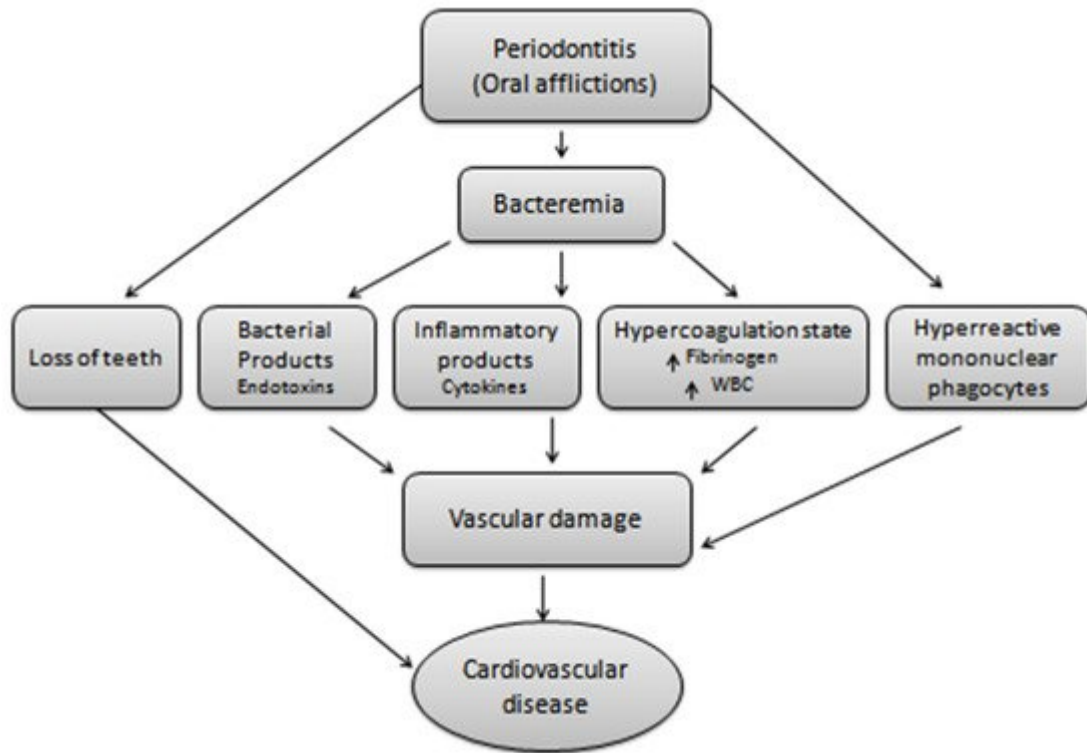 Periodontitis
(Oral afflictions)
Bacteremia
Loss of teeth
Bacterial
Products
Endotoxins
Inflammatory
products
Cytokines
Hypercoagulation state
↑ Fibrinogen
↑ WBC
Hyperreactive
mononuclear
phagocytes
Vascular damage
Cardiovascular
disease